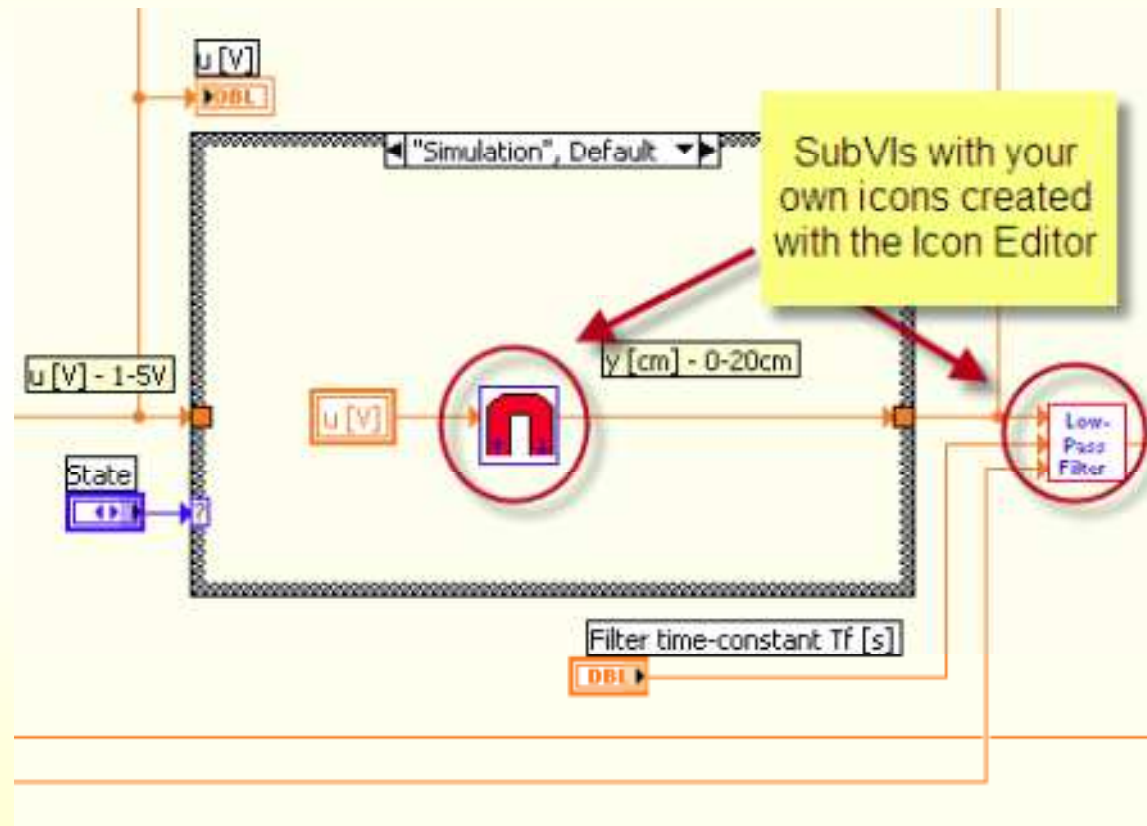 u [V]
DBL
"Simulation", Default
SubVIs with your
own icons created
with the Icon Editor
u [V] - 1-5V
y [cm] - 0-20cm
u [V]
Low-
Pass
Filter
State
?
Filter time-constant Tf [s]
DBL